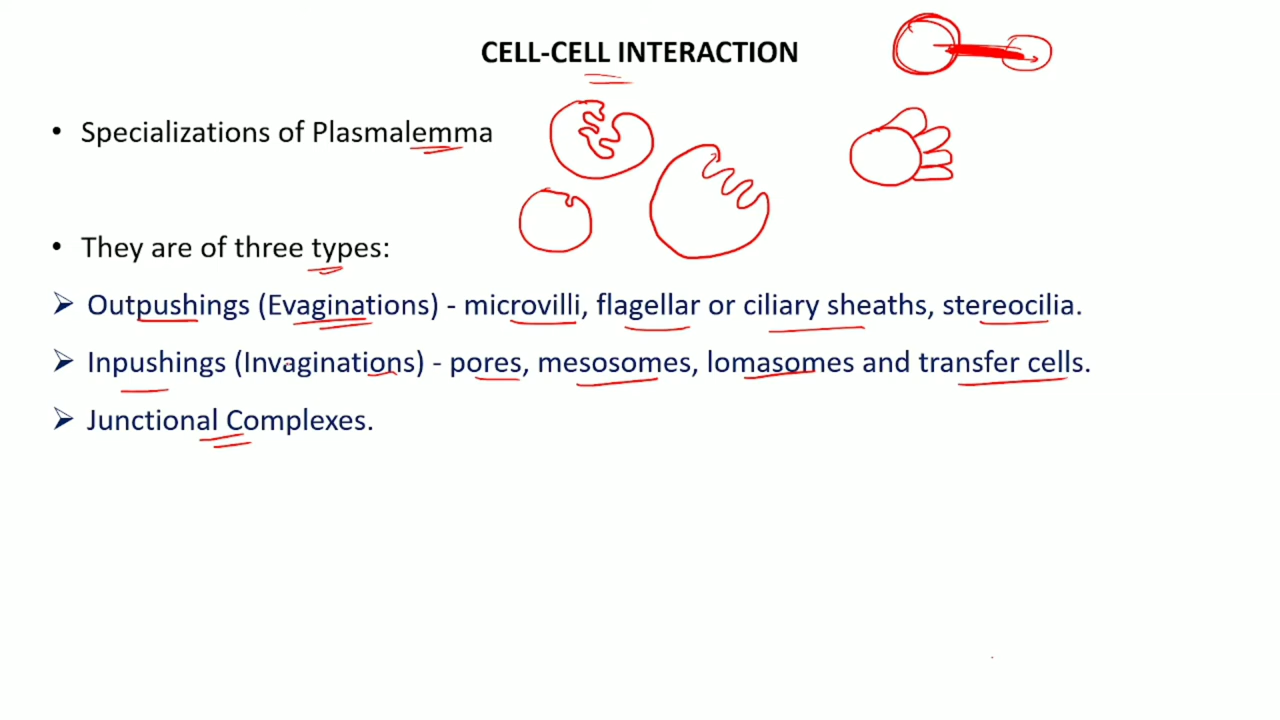 CELL-CELL INTERACTION
• Specializations of Plasmalemma
• They are of three types:
➢ Outpushings (Evaginations) - microvilli, flagellar or ciliary sheaths, stereocilia.
➢ Inpushings (Invaginations) - pores, mesosomes, lomasomes and transfer cells.
➢ Junctional Complexes.